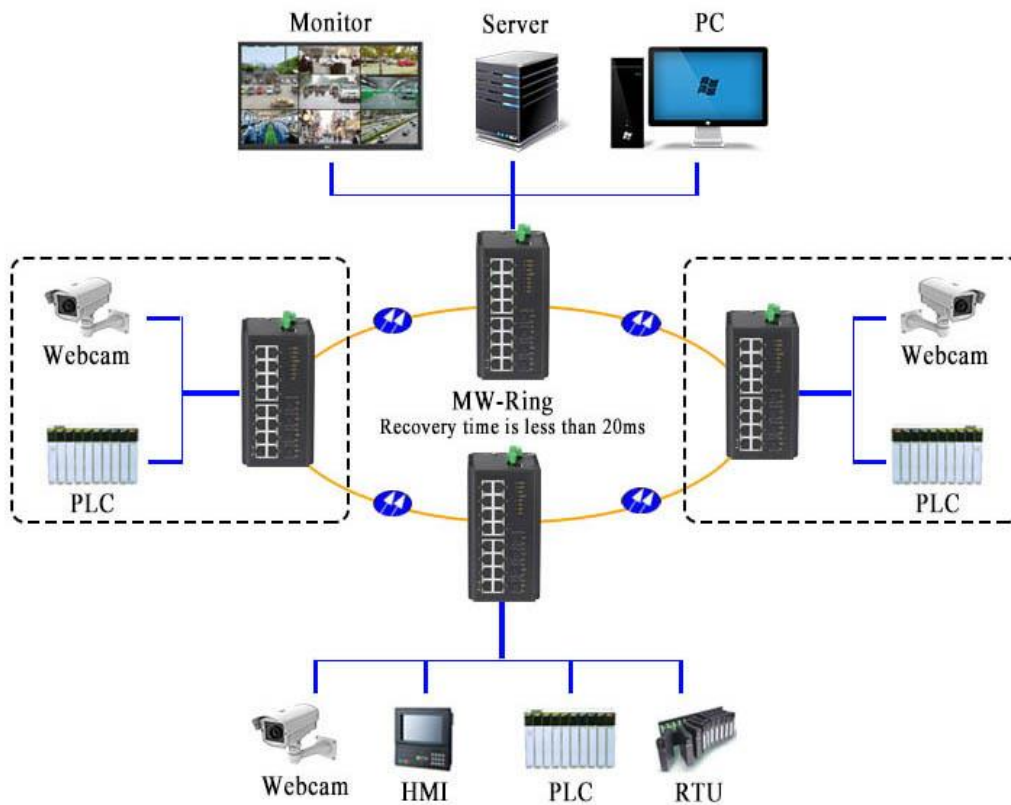 Monitor
Server
PC
Webcam
Webcam
MW-Ring
Recovery time is less than 20ms
PLC
PLC
Webcam
HMI
PLC
RTU